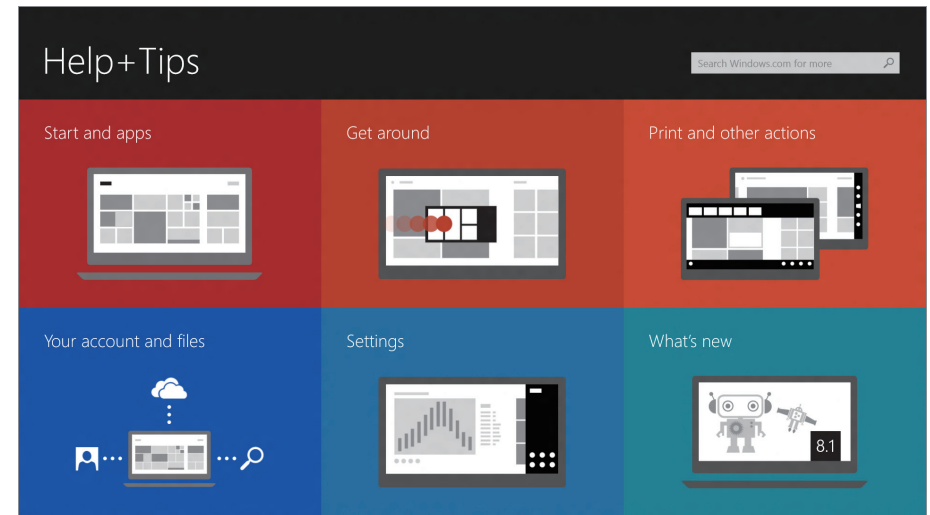 Help+Tips
Search Windows.com for more
Start and apps
Get around
Print and other actions
Your account and files
Settings
What's new
8.1